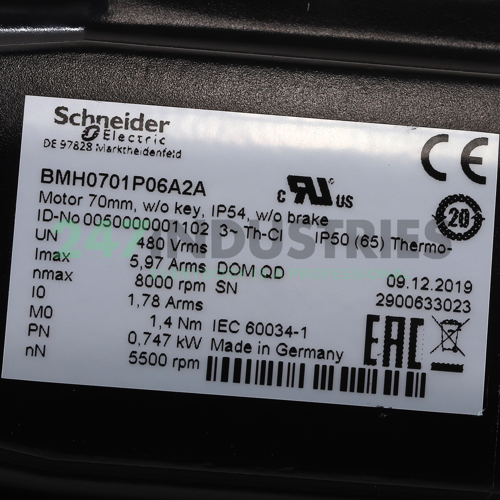 Schneider
Electric
DE 97828 Marktheidenfeld
CE
BMH0701P06A2A
c RU US
Motor 70mm, w/o key, IP54, w/o brake
20
ID-No 0050000001102 3~ Th-Cl IP50 (65) Thermo-
UN 480 Vrms
Imax 5,97 Arms DOM QD 09.12.2019
nmax 8000 rpm SN 2900633023
I0 1,78 Arms
M0 1,4 Nm IEC 60034-1
PN 0,747 kW Made in Germany
nN 5500 rpm
EAC
247 INDUSTRIES